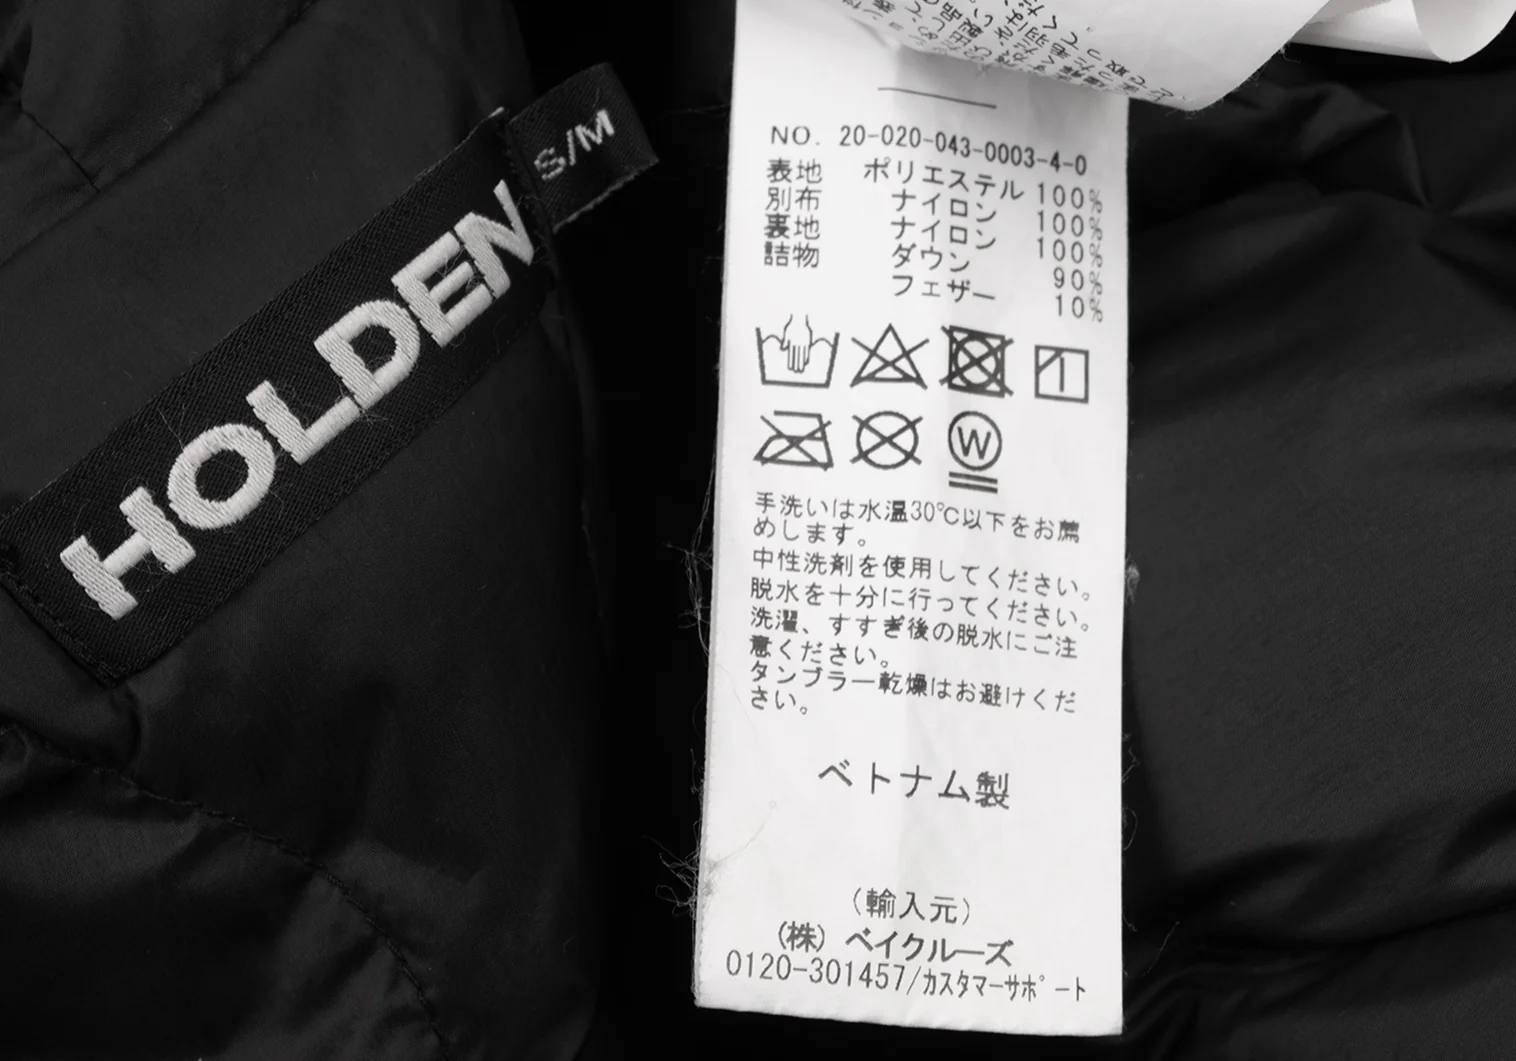 HOLDEN
S/M
NO. 20-020-043-0003-4-0
表地 ポリエステル 100%
別布 ナイロン 100%
裏地 ナイロン 100%
詰物 ダウン 90%
フェザー 10%
W
手洗いは水温30℃以下をお薦
めします。
中性洗剤を使用してください。
脱水を十分に行ってください。
洗濯、すすぎ後の脱水にご注
意ください。
タンブラー乾燥はお避けくだ
さい。
ベトナム製
(輸入元)
(株) ベイクルーズ
0120-301457/カスタマーサポート